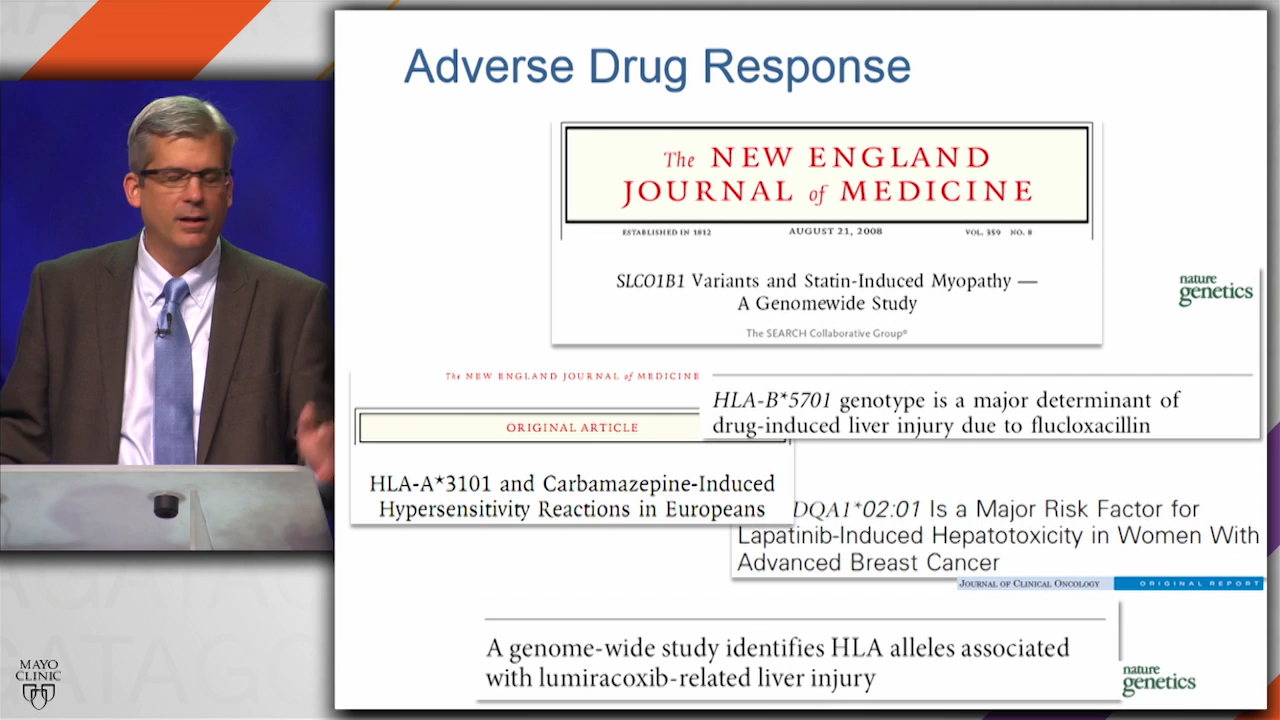 Adverse Drug Response
The NEW ENGLAND
JOURNAL of MEDICINE
ESTABLISHED IN 1812 AUGUST 21, 2008 VOL. 359 NO. 8
SLCO1B1 Variants and Statin-Induced Myopathy —
A Genomewide Study
The SEARCH Collaborative Group*
nature
genetics
HLA-B*5701 genotype is a major determinant of
drug-induced liver injury due to flucloxacillin
The NEW ENGLAND JOURNAL of MEDICINE
ORIGINAL ARTICLE
HLA-A*3101 and Carbamazepine-Induced
Hypersensitivity Reactions in Europeans
DQA1*02:01 Is a Major Risk Factor for
Lapatinib-Induced Hepatotoxicity in Women With
Advanced Breast Cancer
JOURNAL OF CLINICAL ONCOLOGY ORIGINAL REPORT
A genome-wide study identifies HLA alleles associated
with lumiracoxib-related liver injury
nature
genetics
MAYO
CLINIC